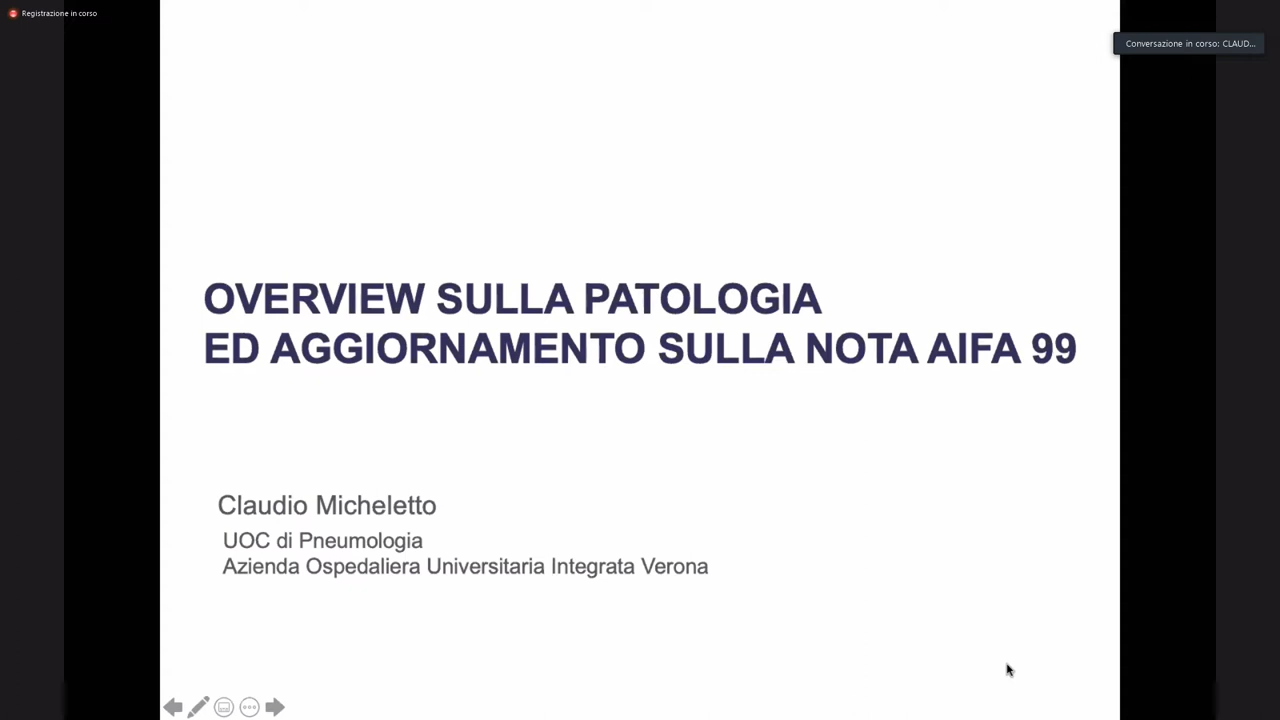 Registrazione in corso
Conversazione in corso: CLAUD...
OVERVIEW SULLA PATOLOGIA
ED AGGIORNAMENTO SULLA NOTA AIFA 99
Claudio Micheletto
UOC di Pneumologia
Azienda Ospedaliera Universitaria Integrata Verona